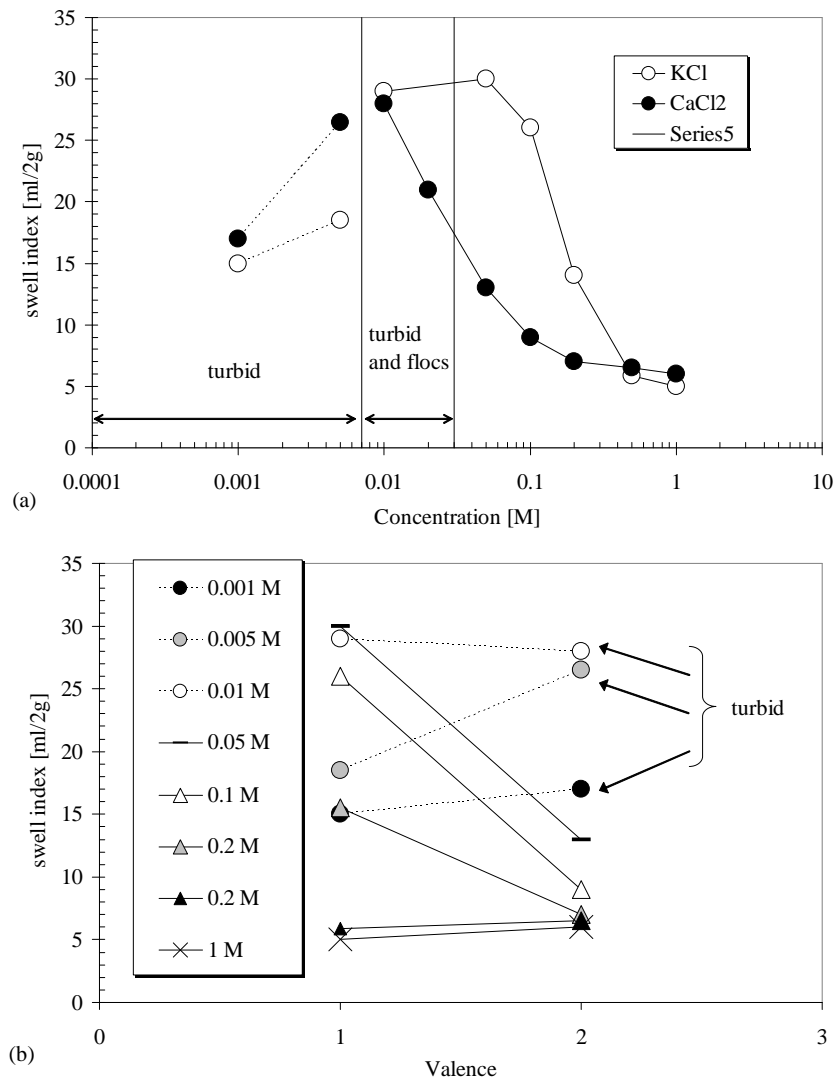 35
30
25
20
15
10
5
0
swell index [ml/2g]
KCl
CaCl2
Series5
turbid
turbid
and flocs
0.0001
0.001
0.01
0.1
1
10
Concentration [M]
(a)
35
30
25
20
15
10
5
0
swell index [ml/2g]
0.001 M
0.005 M
0.01 M
0.05 M
0.1 M
0.2 M
0.2 M
1 M
turbid
0
1
2
3
Valence
(b)